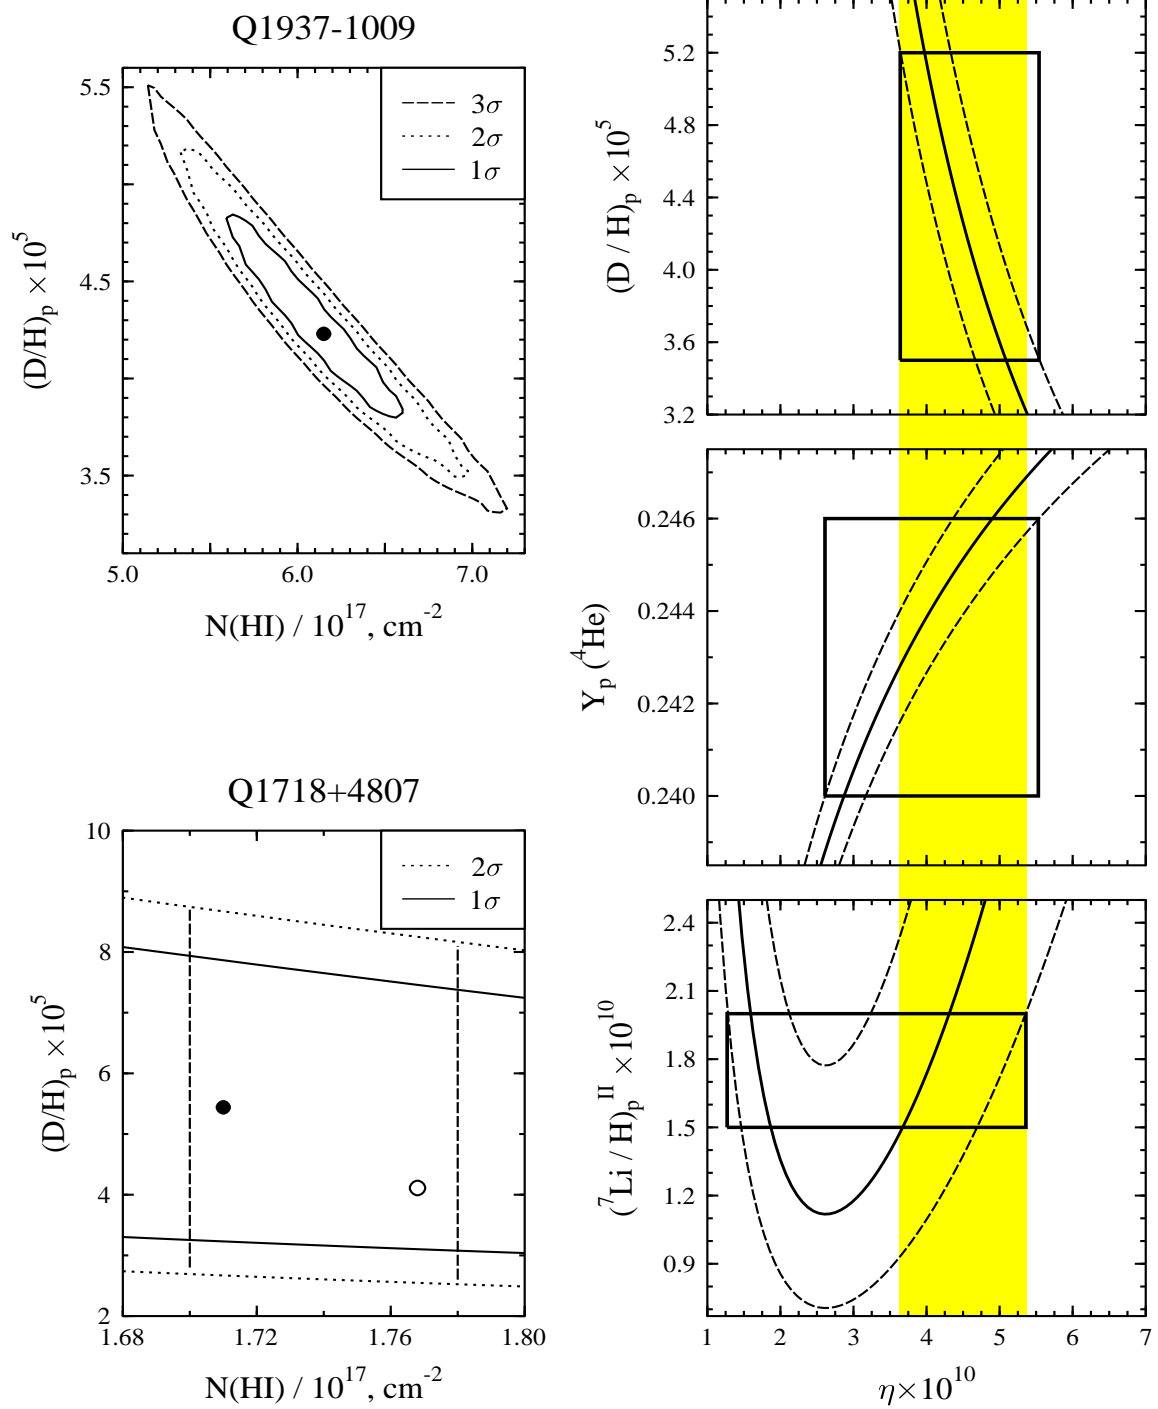 Q1937-1009
3σ
2σ
1σ
5.5
4.5
3.5
(D/H)p ×10^5
5.0 6.0 7.0
N(HI) / 10^17, cm^-2
Q1718+4807
2σ
1σ
10
8
6
4
2
(D/H)p ×10^5
1.68 1.72 1.76 1.80
N(HI) / 10^17, cm^-2
5.2
4.8
4.4
4.0
3.6
3.2
(D / H)p ×10^5
0.246
0.244
0.242
0.240
Yp (^4He)
2.4
2.1
1.8
1.5
1.2
0.9
(^7Li / H)p^II ×10^10
1 2 3 4 5 6 7
η×10^10